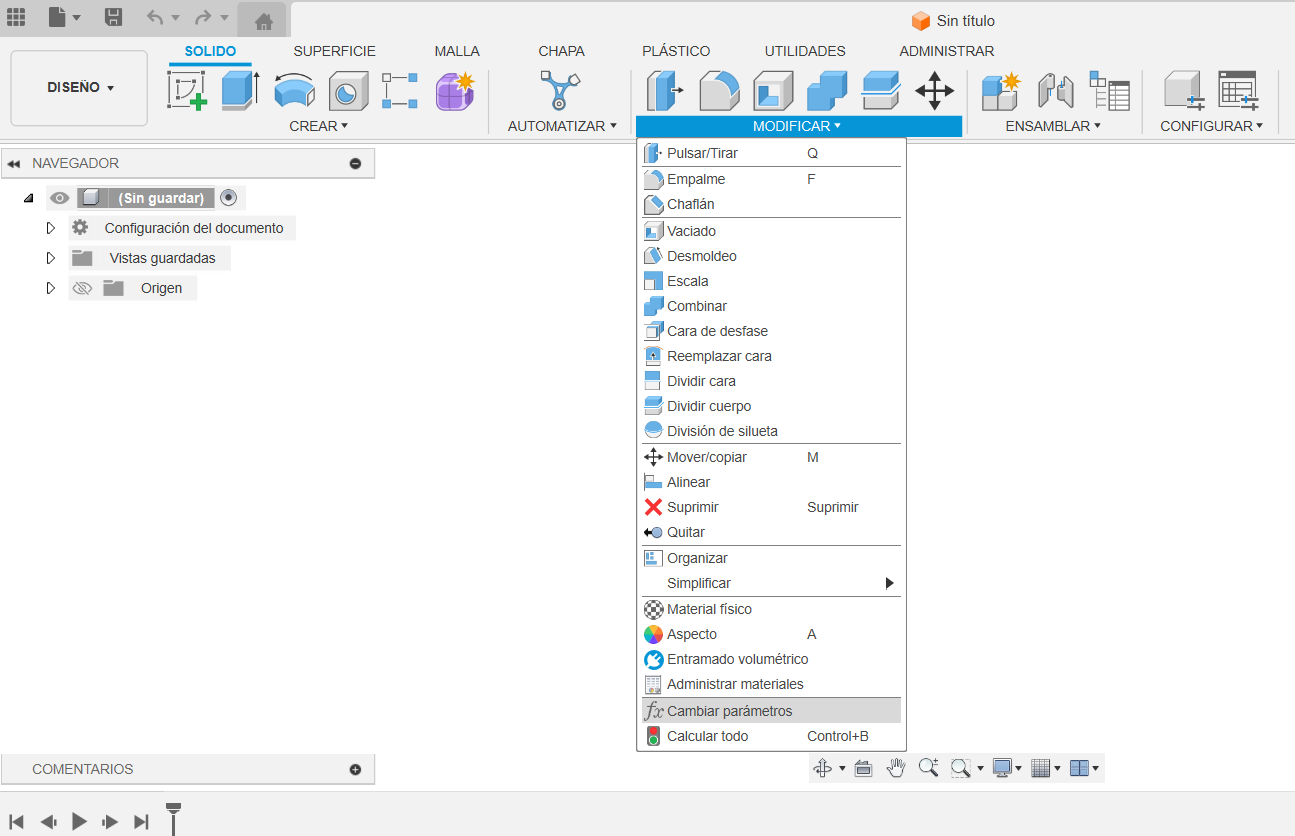 Sin título
SOLIDO SUPERFICIE MALLA CHAPA PLÁSTICO UTILIDADES ADMINISTRAR
DISEÑO
CREAR AUTOMATIZAR MODIFICAR ENSAMBLAR CONFIGURAR
NAVEGADOR
(Sin guardar)
Configuración del documento
Vistas guardadas
Origen
Pulsar/Tirar Q
Empalme F
Chaflán
Vaciado
Desmoldeo
Escala
Combinar
Cara de desfase
Reemplazar cara
Dividir cara
Dividir cuerpo
División de silueta
Mover/copiar M
Alinear
Suprimir Suprimir
Quitar
Organizar
Simplificar
Material físico
Aspecto A
Entramado volumétrico
Administrar materiales
fx Cambiar parámetros
Calcular todo Control+B
COMENTARIOS